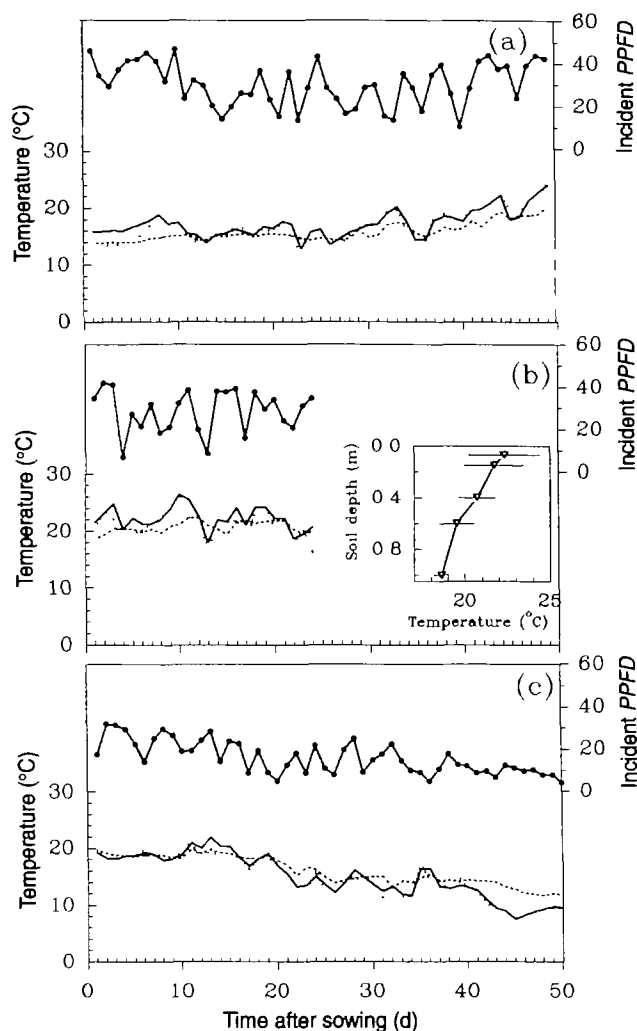 (a)
60
40
20
0
Incident PPFD
Temperature (°C)
30
20
10
0
(b)
60
40
20
0
Incident PPFD
Temperature (°C)
30
20
10
0
Soil depth (m)
0 0
0 4
0 8
20
25
Temperature (°C)
(c)
60
40
20
0
Incident PPFD
Temperature (°C)
30
20
10
0
0
10
20
30
40
50
Time after sowing (d)